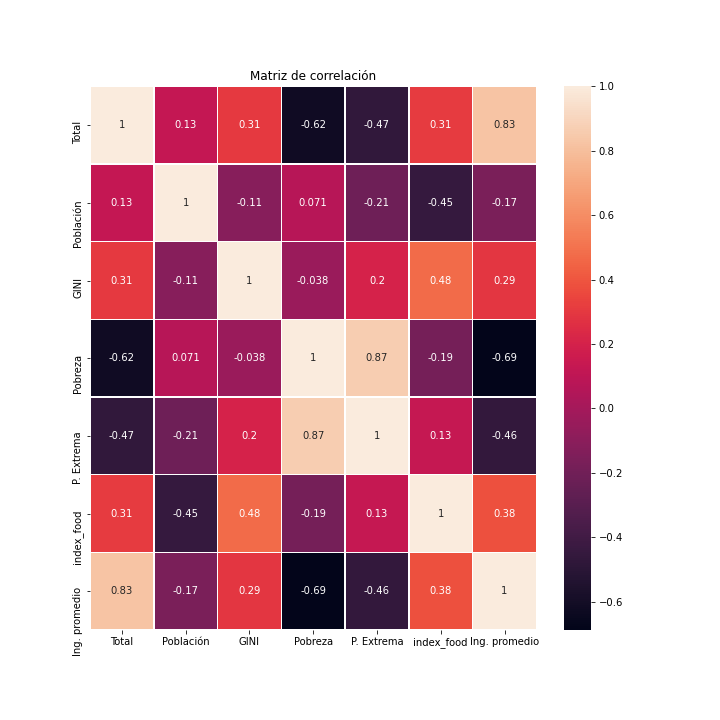 Matriz de correlación
Total 1 0.13 0.31 -0.62 -0.47 0.31 0.83
Población 0.13 1 -0.11 0.071 -0.21 -0.45 -0.17
GINI 0.31 -0.11 1 -0.038 0.2 0.48 0.29
Pobreza -0.62 0.071 -0.038 1 0.87 -0.19 -0.69
P. Extrema -0.47 -0.21 0.2 0.87 1 0.13 -0.46
index_food 0.31 -0.45 0.48 -0.19 0.13 1 0.38
Ing. promedio 0.83 -0.17 0.29 -0.69 -0.46 0.38 1
Total Población GINI Pobreza P. Extrema index_food Ing. promedio
1.0
0.8
0.6
0.4
0.2
0.0
−0.2
−0.4
−0.6